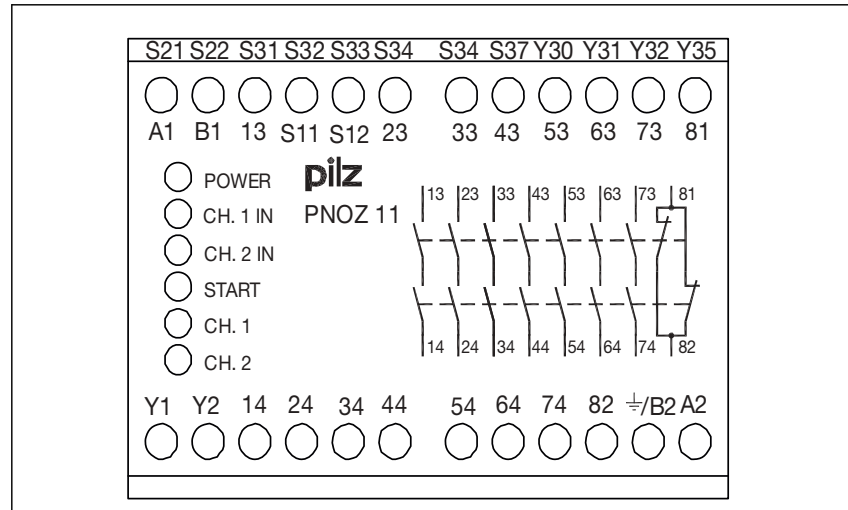 S21 S22 S31 S32 S33 S34 S34 S37 Y30 Y31 Y32 Y35
A1 B1 13 S11 S12 23 33 43 53 63 73 81
POWER
pilz
CH. 1 IN
PNOZ 11
CH. 2 IN
START
CH. 1
CH. 2
13 23 33 43 53 63 73 81
14 24 34 44 54 64 74 82
Y1 Y2 14 24 34 44 54 64 74 82 ⏚/B2 A2